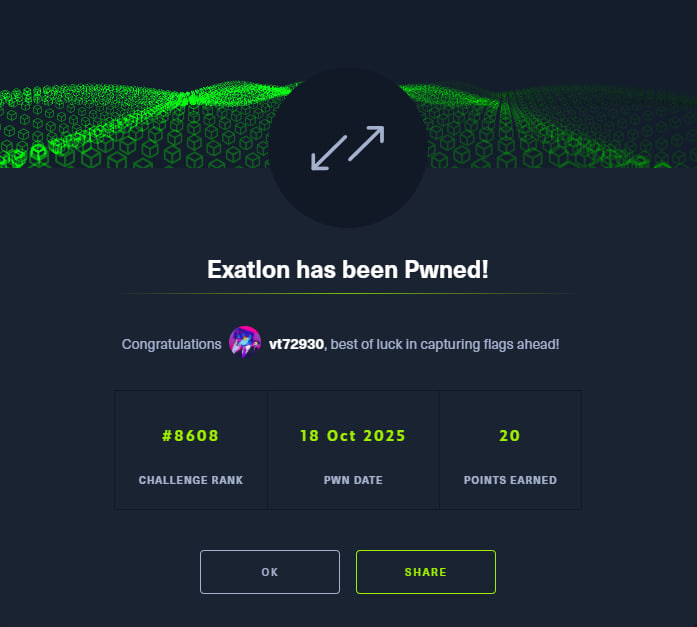 Exatlon has been Pwned!
Congratulations vt72930, best of luck in capturing flags ahead!
#8608 18 Oct 2025 20
CHALLENGE RANK PWN DATE POINTS EARNED
OK SHARE